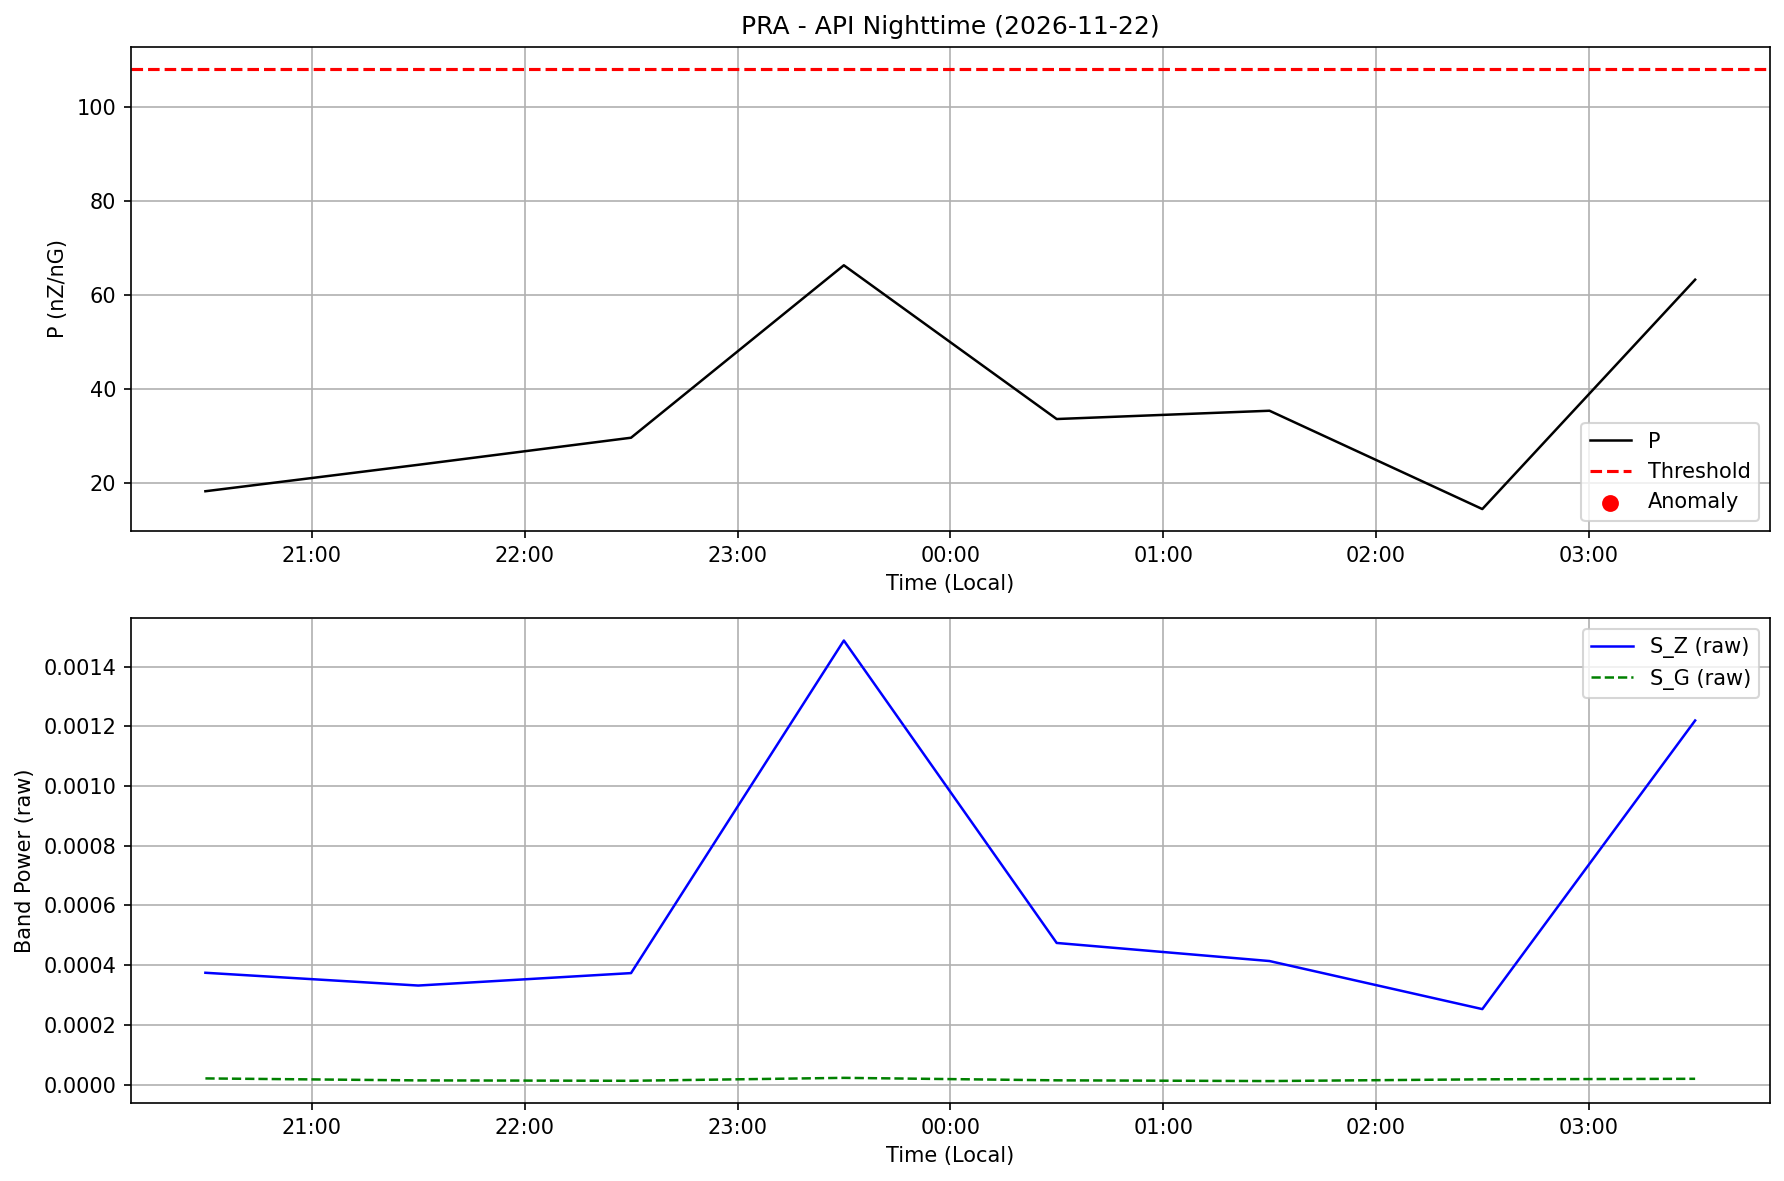 PRA - API Nighttime (2026-11-22)
P (nZ/nG)
100
80
60
40
20
21:00 22:00 23:00 00:00 01:00 02:00 03:00
Time (Local)
P
Threshold
Anomaly
Band Power (raw)
0.0014
0.0012
0.0010
0.0008
0.0006
0.0004
0.0002
0.0000
21:00 22:00 23:00 00:00 01:00 02:00 03:00
Time (Local)
S_Z (raw)
S_G (raw)